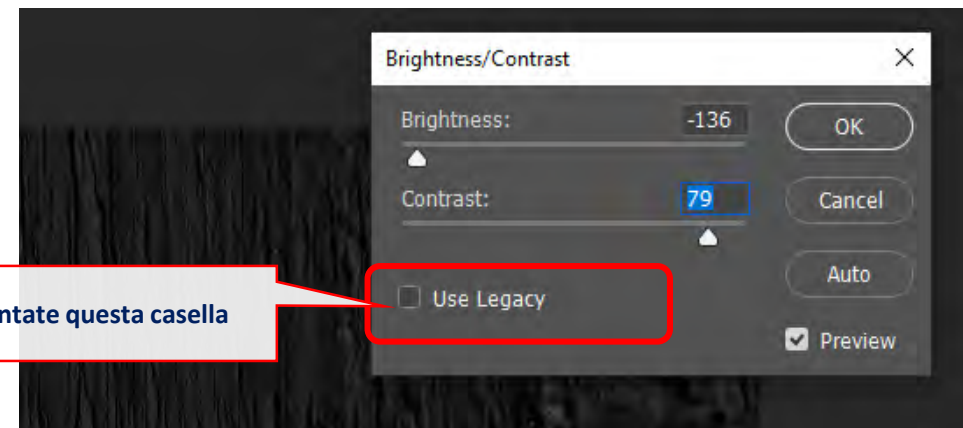 Brightness/Contrast
Brightness: -136
OK
Contrast: 79
Cancel
Auto
Use Legacy
questa casella
Preview